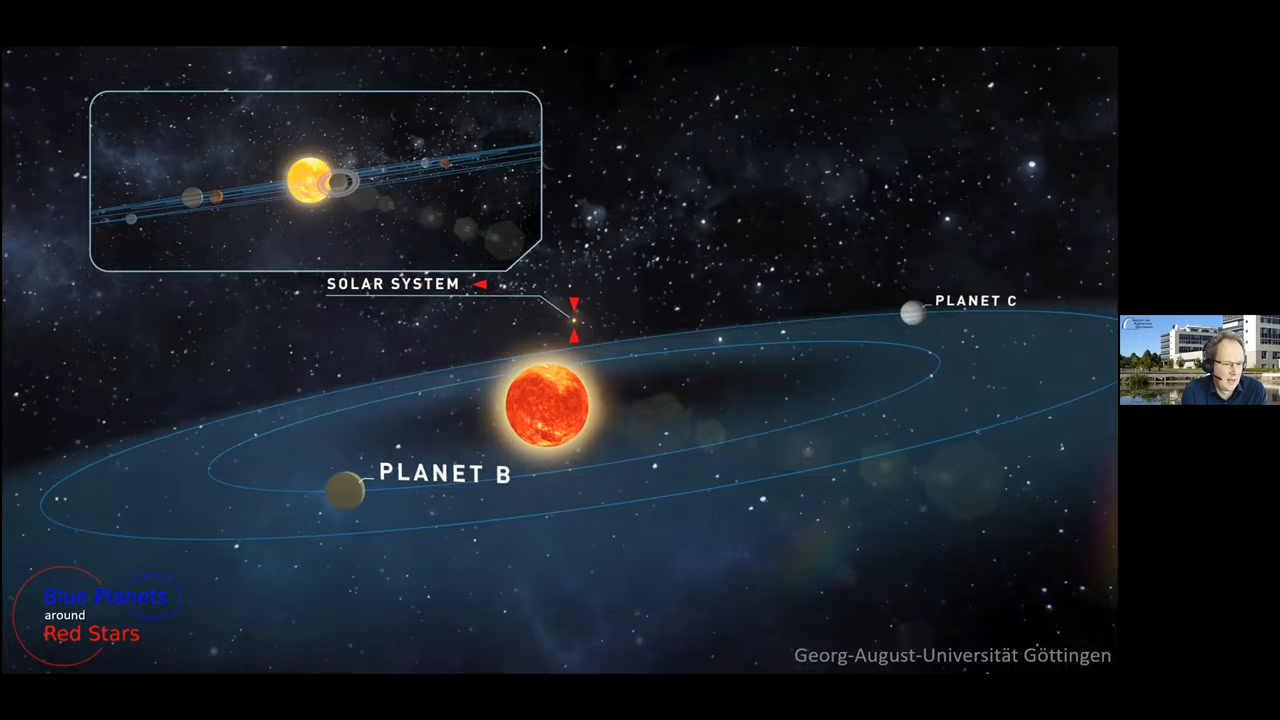 SOLAR SYSTEM
PLANET C
PLANET B
Blue Planets
around
Red Stars
Georg-August-Universität Göttingen